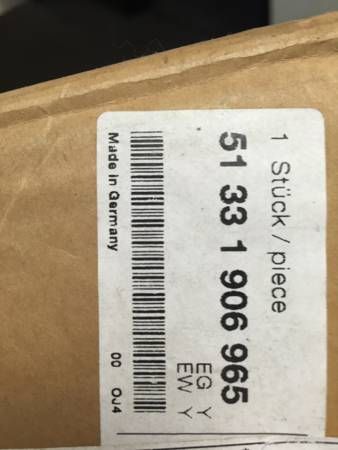 1 Stück / piece
51 33 1 906 965
EG Y
EW Y
Made in Germany
00 OJ4